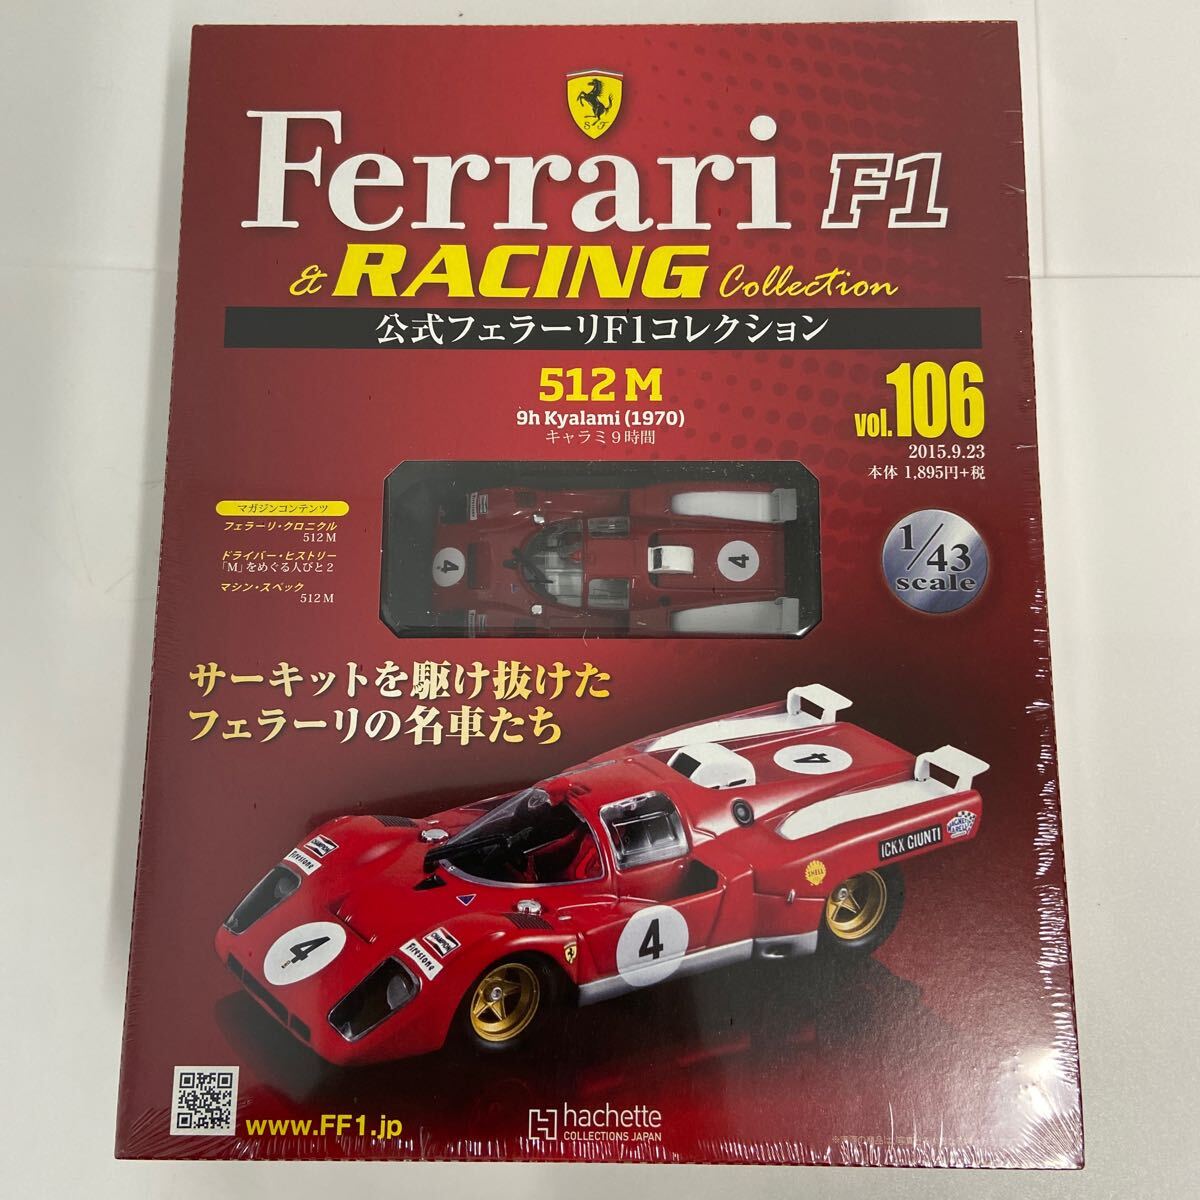 S F
Ferrari F1
& RACING Collection
公式フェラーリF1コレクション
512 M
9h Kyalami (1970)
キャラミ9時間
vol.106
2015.9.23
本体 1,895円+税
マガジンコンテンツ
フェラーリ・クロニクル
512 M
ドライバー・ヒストリー
「M」をめぐる人びと2
マシン・スペック
512 M
4
4
1/43
scale
サーキットを駆け抜けた
フェラーリの名車たち
4
ICKX GIUNTI
MAGNETI
MARELLI
SHELL
CHAMPION
Firestone
4
4
CHAMPION
Firestone
www.FF1.jp
hachette
COLLECTIONS JAPAN